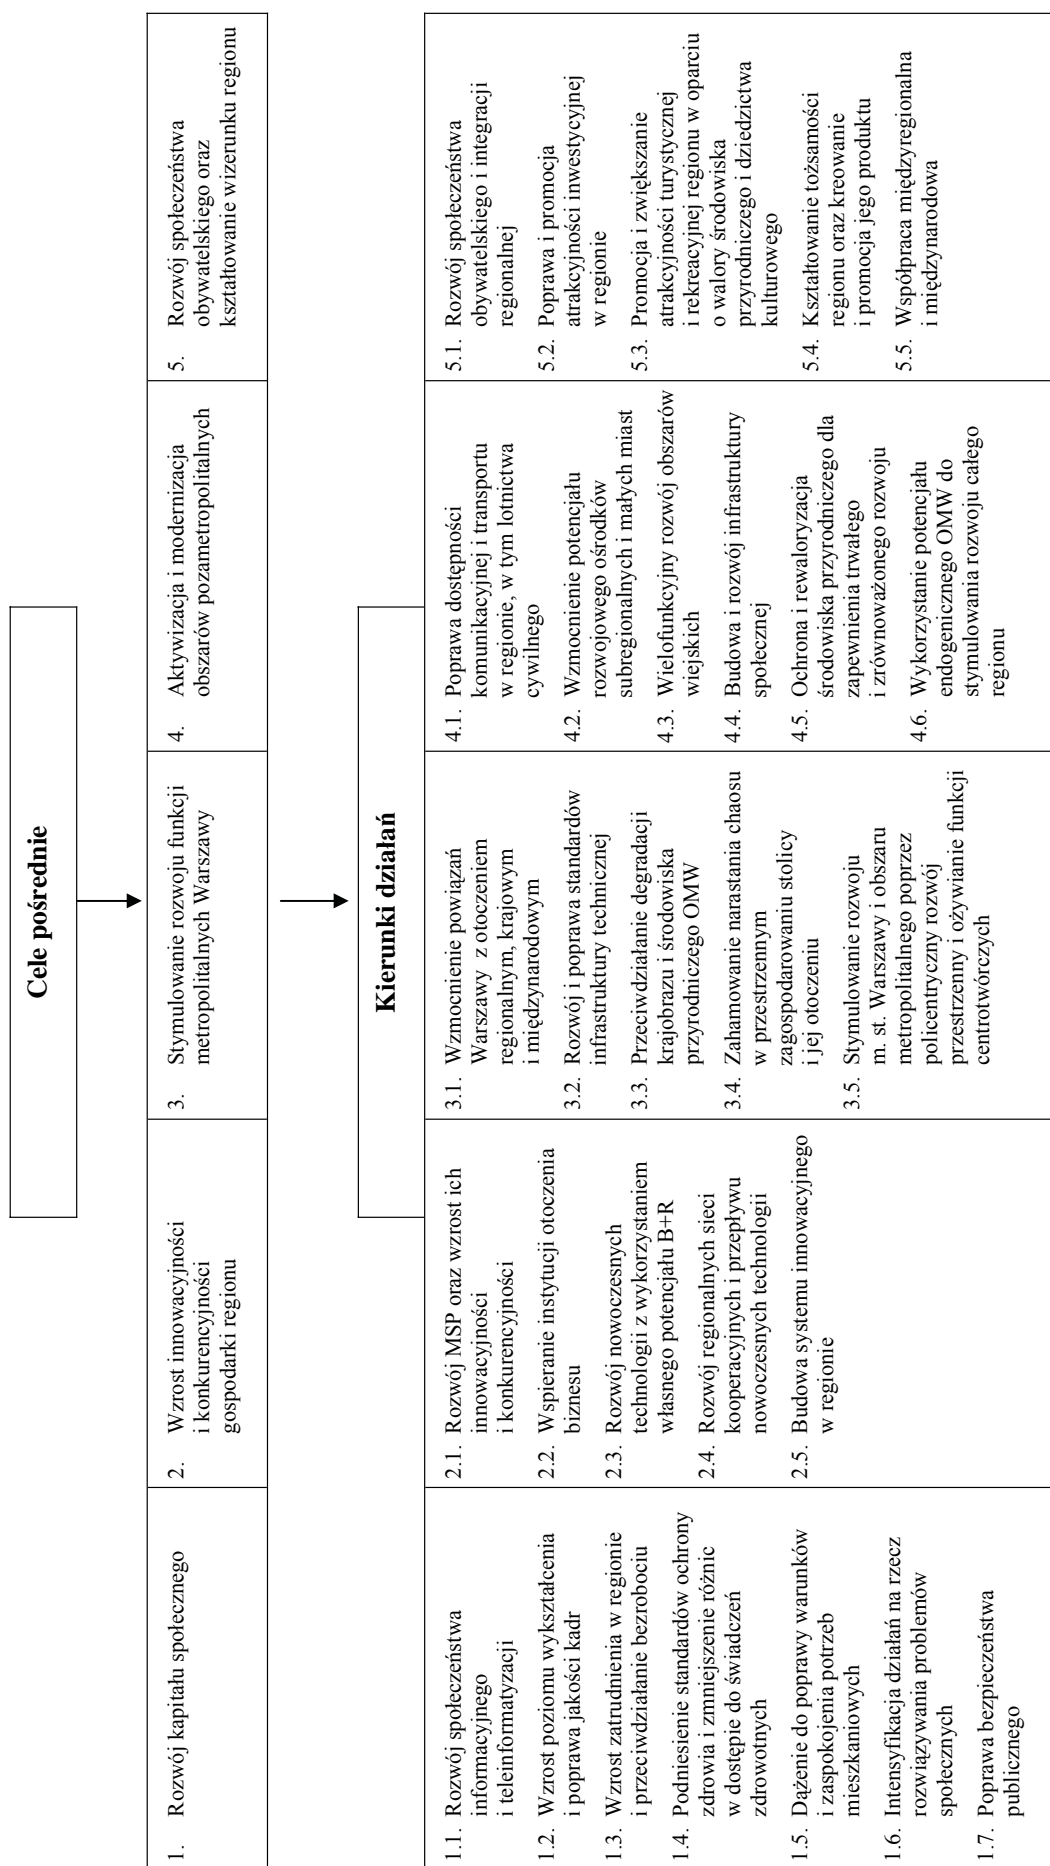 Cele pośrednie
1. Rozwój kapitału społecznego
2. Wzrost innowacyjności
i konkurencyjności
gospodarki regionu
3. Stymulowanie rozwoju funkcji
metropolitalnych Warszawy
4. Aktywizacja i modernizacja
obszarów pozametropolitalnych
5. Rozwój społeczeństwa
obywatelskiego oraz
kształtowanie wizerunku regionu
Kierunki działań
1.1. Rozwój społeczeństwa
informacyjnego
i teleinformatyzacji
1.2. Wzrost poziomu wykształcenia
i poprawa jakości kadr
1.3. Wzrost zatrudnienia w regionie
i przeciwdziałanie bezrobociu
1.4. Podniesienie standardów ochrony
zdrowia i zmniejszenie różnic
w dostępie do świadczeń
zdrowotnych
1.5. Dążenie do poprawy warunków
i zaspokojenia potrzeb
mieszkaniowych
1.6. Intensyfikacja działań na rzecz
rozwiązywania problemów
społecznych
1.7. Poprawa bezpieczeństwa
publicznego
2.1. Rozwój MSP oraz wzrost ich
innowacyjności
i konkurencyjności
2.2. Wspieranie instytucji otoczenia
biznesu
2.3. Rozwój nowoczesnych
technologii z wykorzystaniem
własnego potencjału B+R
2.4. Rozwój regionalnych sieci
kooperacyjnych i przepływu
nowoczesnych technologii
2.5. Budowa systemu innowacyjnego
w regionie
3.1. Wzmocnienie powiązań
Warszawy z otoczeniem
regionalnym, krajowym
i międzynarodowym
3.2. Rozwój i poprawa standardów
infrastruktury technicznej
3.3. Przeciwdziałanie degradacji
krajobrazu i środowiska
przyrodniczego OMW
3.4. Zahamowanie narastania chaosu
w przestrzennym
zagospodarowaniu stolicy
i jej otoczeniu
3.5. Stymulowanie rozwoju
m. st. Warszawy i obszaru
metropolitalnego poprzez
policentryczny rozwój
przestrzenny i ożywianie funkcji
centrotwórczych
4.1. Poprawa dostępności
komunikacyjnej i transportu
w regionie, w tym lotnictwa
cywilnego
4.2. Wzmocnienie potencjału
rozwojowego ośrodków
subregionalnych i małych miast
4.3. Wielofunkcyjny rozwój obszarów
wiejskich
4.4. Budowa i rozwój infrastruktury
społecznej
4.5. Ochrona i rewaloryzacja
środowiska przyrodniczego dla
zapewnienia trwałego
i zrównoważonego rozwoju
4.6. Wykorzystanie potencjału
endogenicznego OMW do
stymulowania rozwoju całego
regionu
5.1. Rozwój społeczeństwa
obywatelskiego i integracji
regionalnej
5.2. Poprawa i promocja
atrakcyjności inwestycyjnej
w regionie
5.3. Promocja i zwiększanie
atrakcyjności turystycznej
i rekreacyjnej regionu w oparciu
o walory środowiska
przyrodniczego i dziedzictwa
kulturowego
5.4. Kształtowanie tożsamości
regionu oraz kreowanie
i promocja jego produktu
5.5. Współpraca międzyregionalna
i międzynarodowa